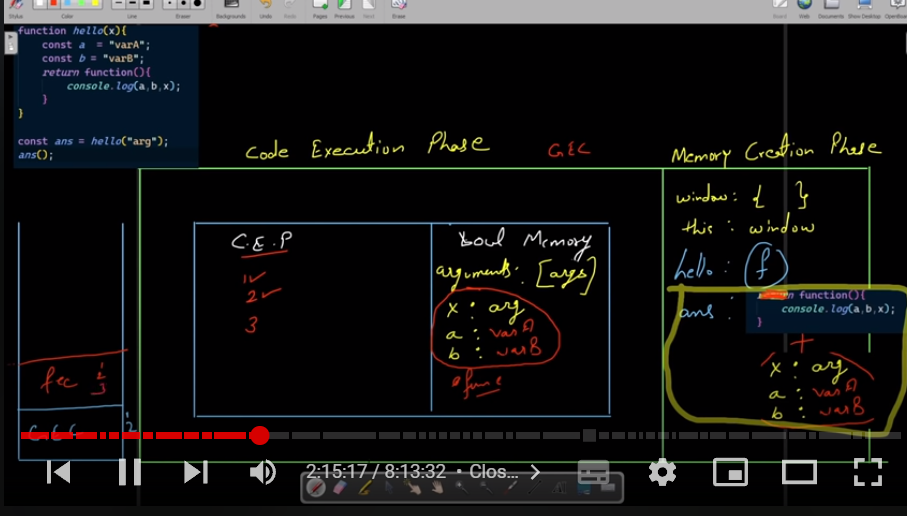 Stylus Color Line Eraser Backgrounds Undo Redo Pages Previous Next Erase Board Web Documents Show Desktop OpenBoard
function hello(x){
const a = "varA";
const b = "varB";
return function(){
console.log(a,b,x);
}
}
const ans = hello("arg");
ans();
Code Execution Phase
GEC
Memory Creation Phase
C.E.P
1
2
3
Memory
arguments: [args]
x : arg
a : varA
b : varB
func
window: { }
this : window
hello : f
ans :
function(){
console.log(a,b,x);
}
+
x : arg
a : varA
b : varB
fec 1
2
3
2
2:15:17 / 8:13:32 • Clos...